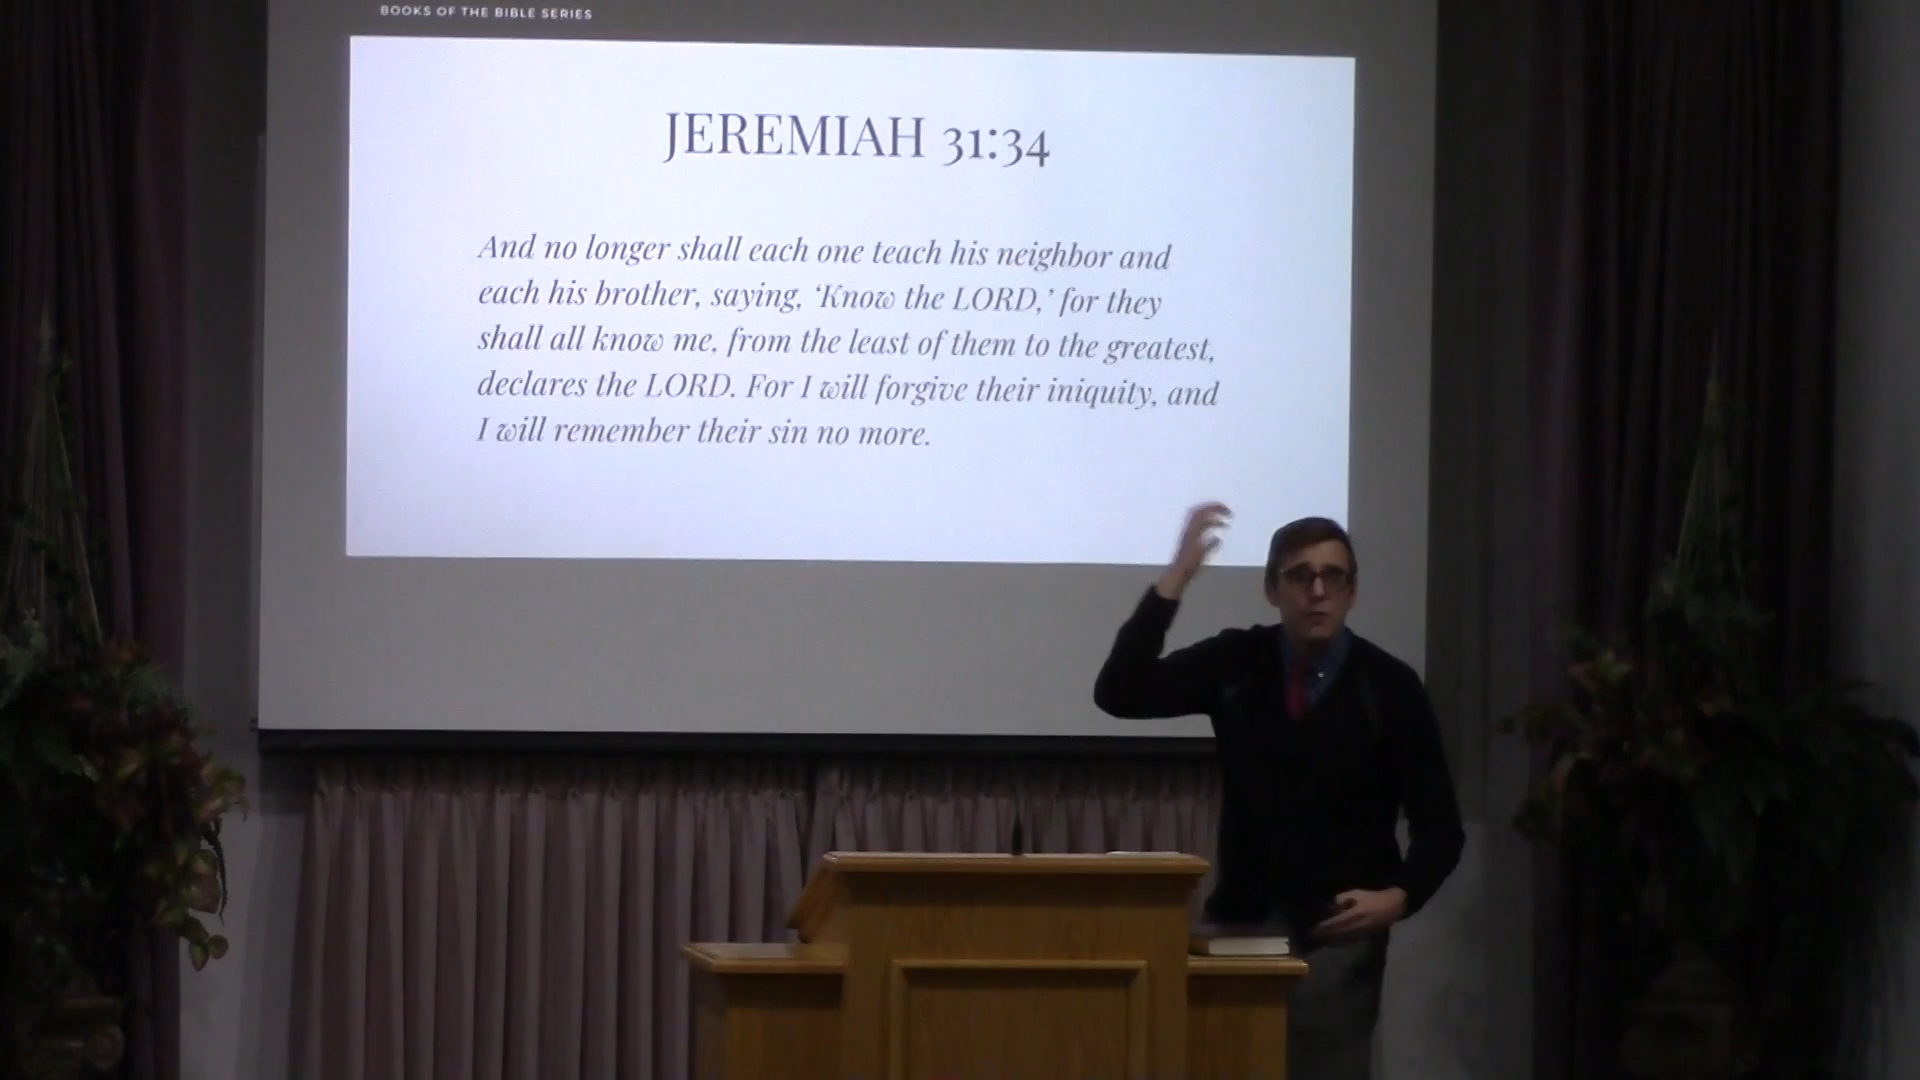 BOOKS OF THE BIBLE SERIES
JEREMIAH 31:34
And no longer shall each one teach his neighbor and
each his brother, saying, ‘Know the LORD,’ for they
shall all know me, from the least of them to the greatest,
declares the LORD. For I will forgive their iniquity, and
I will remember their sin no more.